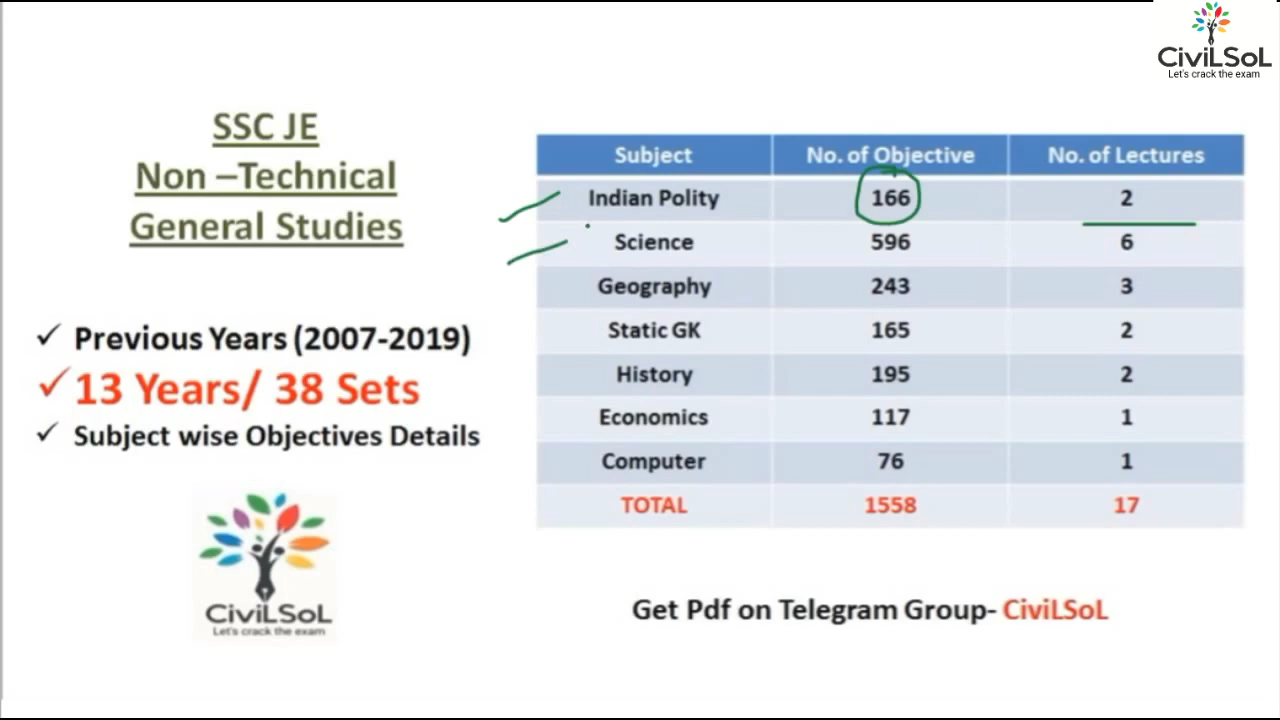 CiviLSoL
Let's crack the exam
SSC JE
Non –Technical
General Studies
✓ Previous Years (2007-2019)
✓ 13 Years/ 38 Sets
✓ Subject wise Objectives Details
CiviLSoL
Let's crack the exam
Subject No. of Objective No. of Lectures
Indian Polity 166 2
Science 596 6
Geography 243 3
Static GK 165 2
History 195 2
Economics 117 1
Computer 76 1
TOTAL 1558 17
Get Pdf on Telegram Group- CiviLSoL